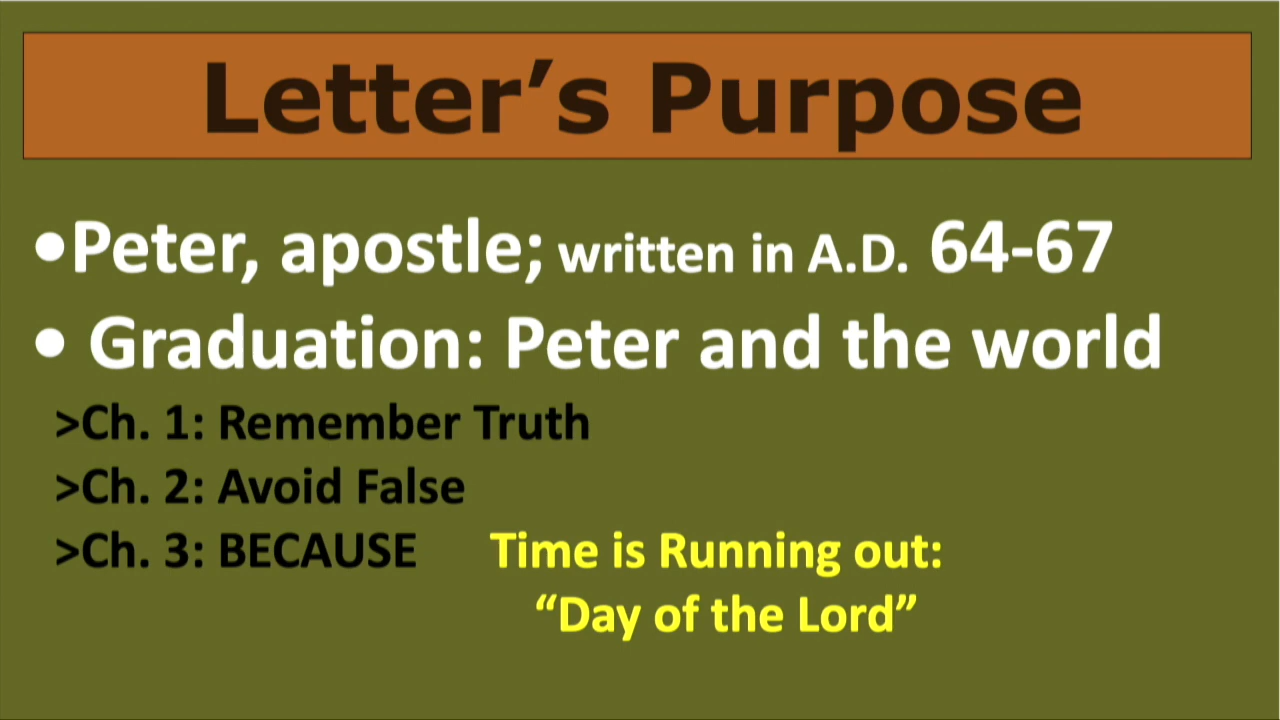 Letter’s Purpose
•Peter, apostle; written in A.D. 64-67
• Graduation: Peter and the world
>Ch. 1: Remember Truth
>Ch. 2: Avoid False
>Ch. 3: BECAUSE Time is Running out:
“Day of the Lord”